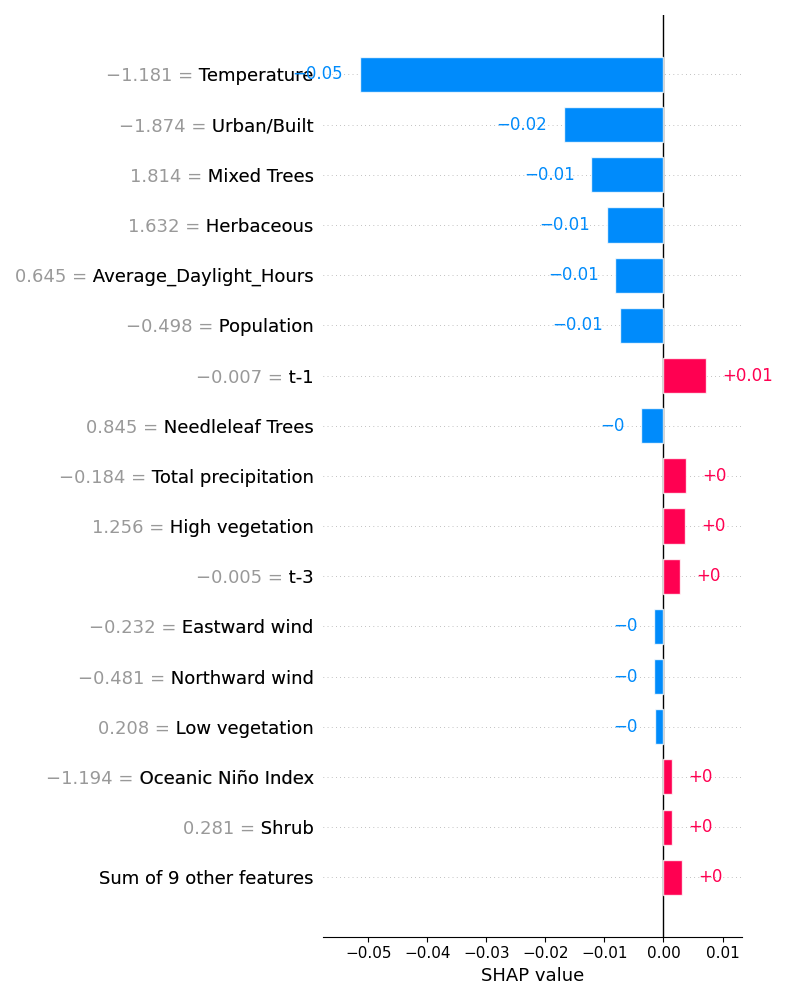 −1.181 = Temperature −0.05
−1.874 = Urban/Built −0.02
1.814 = Mixed Trees −0.01
1.632 = Herbaceous −0.01
0.645 = Average_Daylight_Hours −0.01
−0.498 = Population −0.01
−0.007 = t-1 +0.01
0.845 = Needleleaf Trees −0
−0.184 = Total precipitation +0
1.256 = High vegetation +0
−0.005 = t-3 +0
−0.232 = Eastward wind −0
−0.481 = Northward wind −0
0.208 = Low vegetation −0
−1.194 = Oceanic Niño Index +0
0.281 = Shrub +0
Sum of 9 other features +0
−0.05 −0.04 −0.03 −0.02 −0.01 0.00 0.01
SHAP value